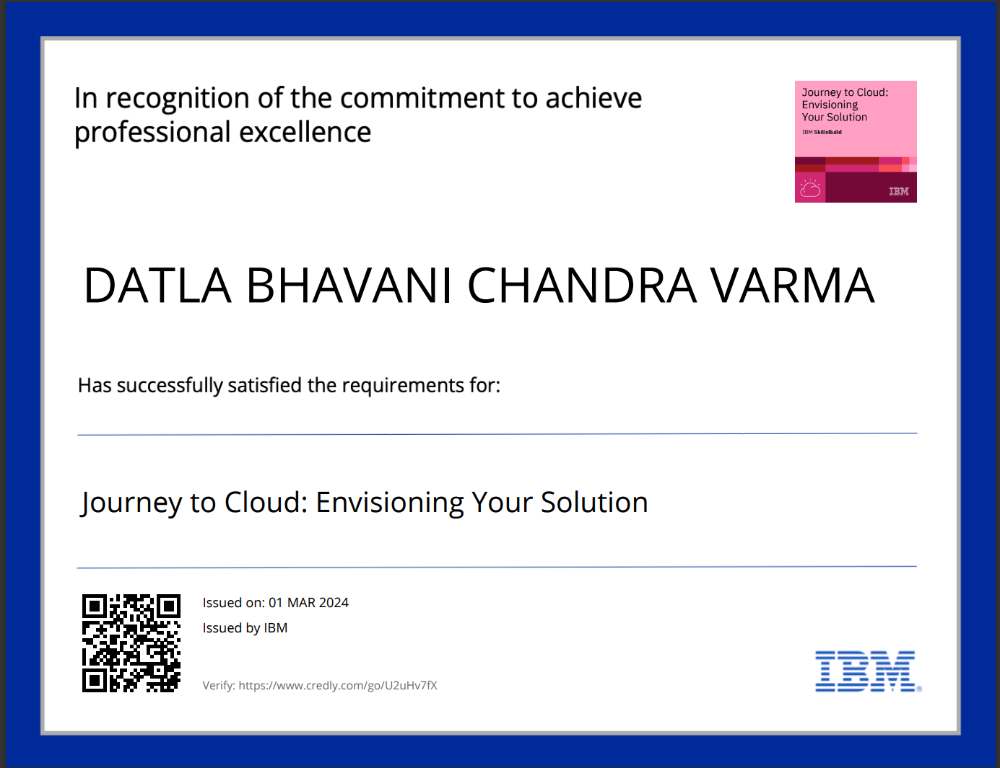 In recognition of the commitment to achieve
professional excellence
Journey to Cloud:
Envisioning
Your Solution
IBM SkillsBuild
IBM
DATLA BHAVANI CHANDRA VARMA
Has successfully satisfied the requirements for:
Journey to Cloud: Envisioning Your Solution
Issued on: 01 MAR 2024
Issued by IBM
Verify: https://www.credly.com/go/U2uHv7fX
IBM®